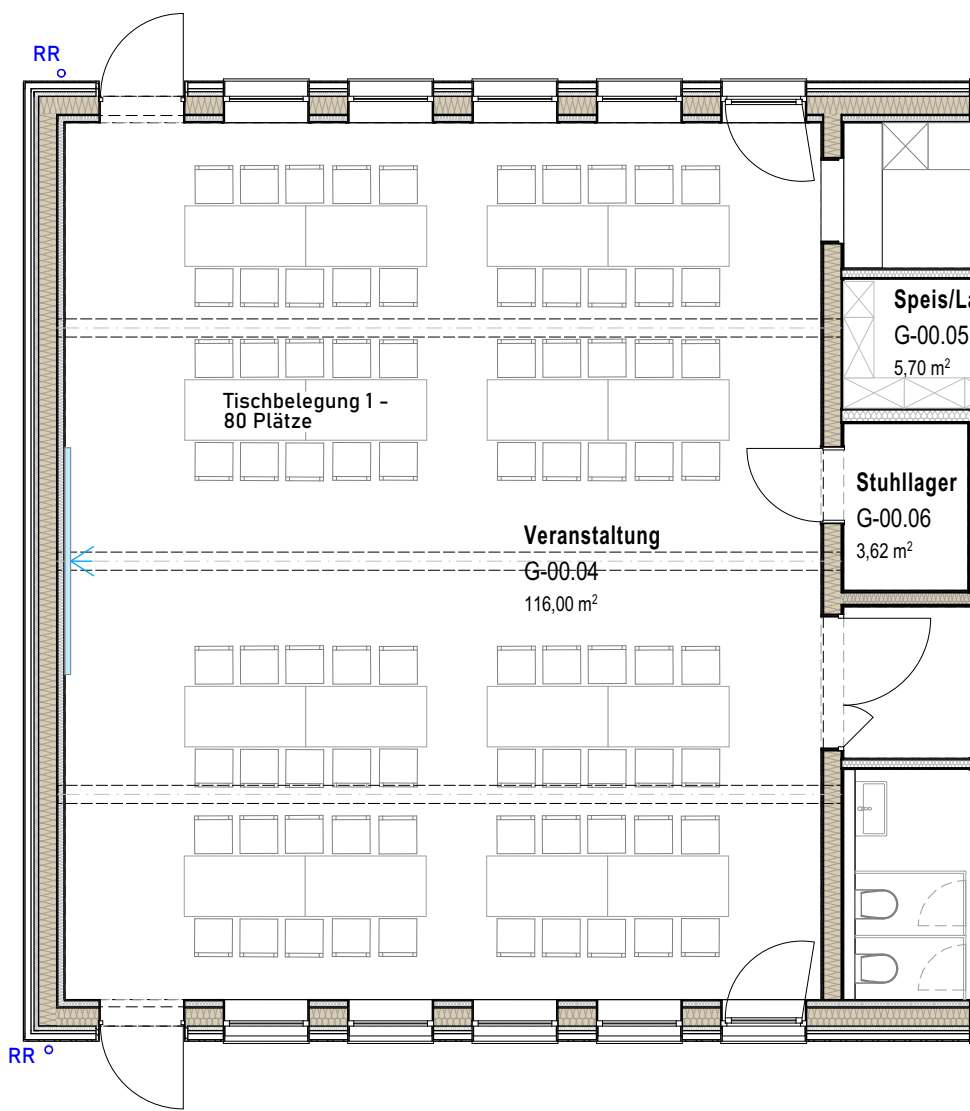 RR
Speis/La
G-00.05
5,70 m²
Tischbelegung 1 -
80 Plätze
Stuhllager
G-00.06
3,62 m²
Veranstaltung
G-00.04
116,00 m²
RR